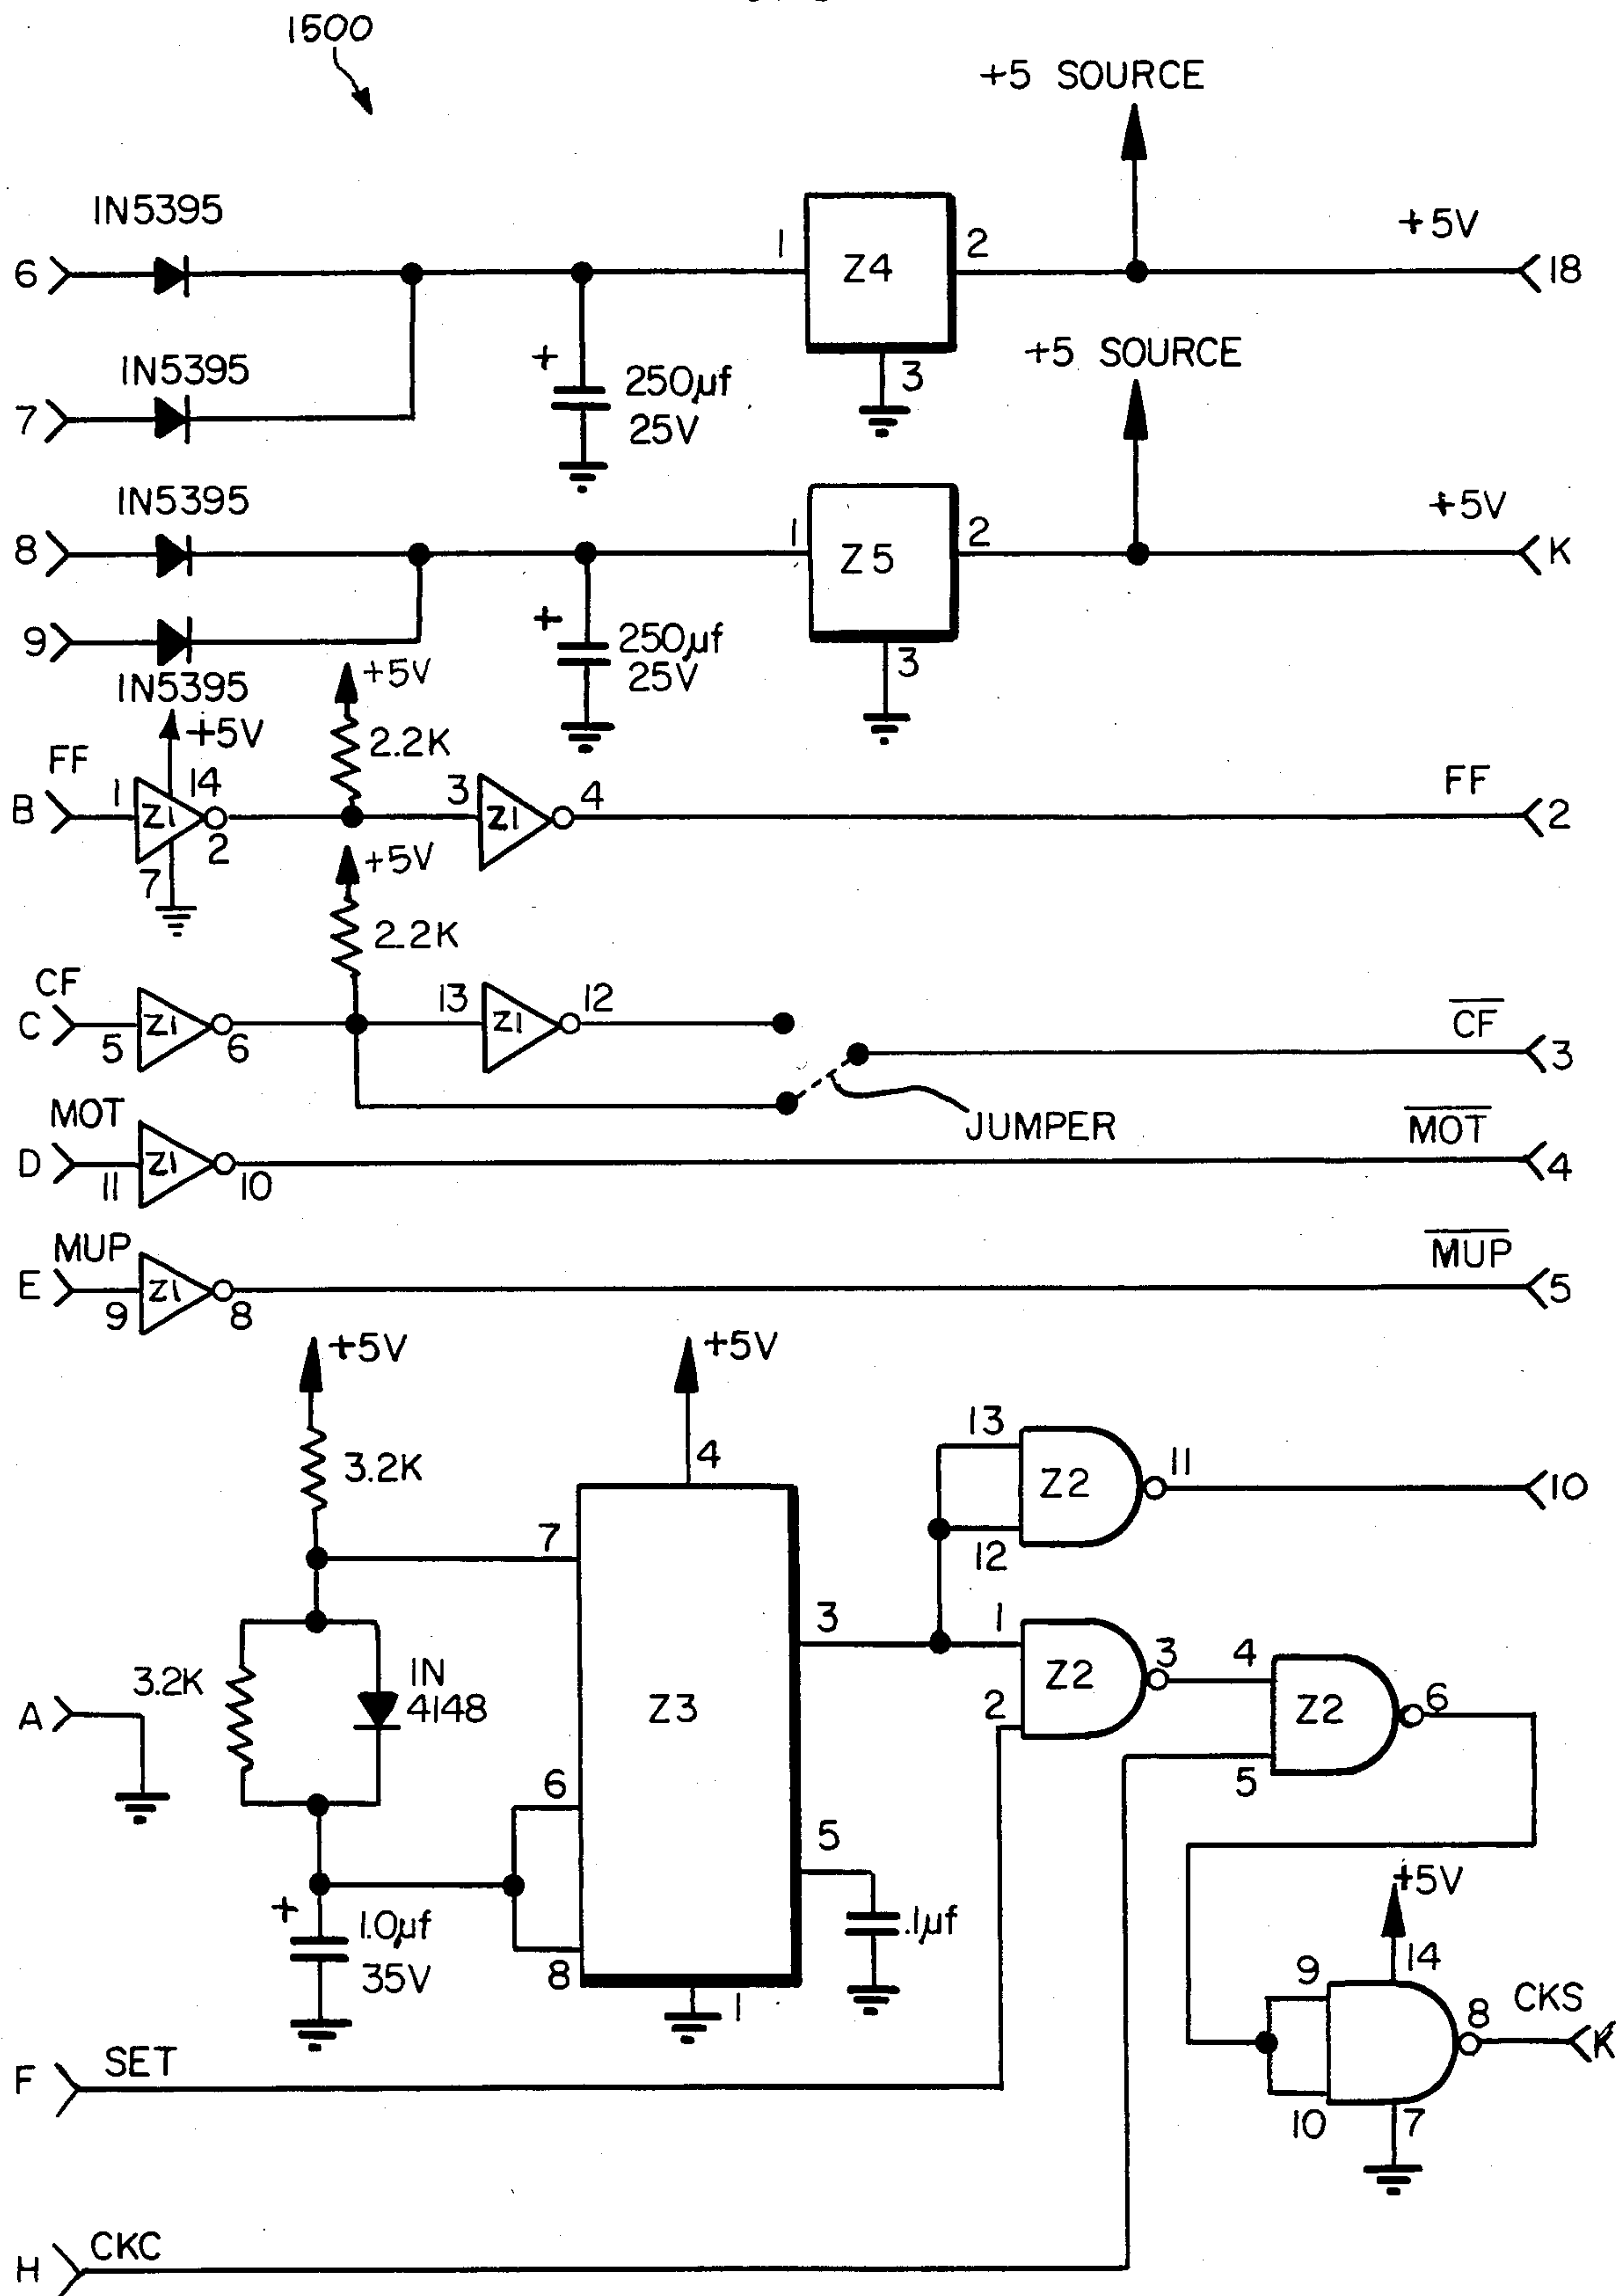 1500
+5 SOURCE
IN5395
6
1
Z4
2
+5V
18
3
IN5395
7
+
250µf
25V
+5 SOURCE
IN5395
8
1
Z5
2
+5V
K
3
9
IN5395
+
250µf
25V
+5V
2.2K
+5V
FF
B
1
Z1
14
2
7
3
Z1
4
FF
2
+5V
2.2K
CF
C
5
Z1
6
13
Z1
12
C̅F̅
3
JUMPER
MOT
D
11
Z1
10
M̅O̅T̅
4
MUP
E
9
Z1
8
M̅U̅P̅
5
+5V
3.2K
+5V
4
7
Z3
3
6
5
8
1
3.2K
IN
4148
A
+
1.0µf
35V
.1µf
13
12
Z2
11
10
1
2
Z2
3
4
5
Z2
6
+5V
14
9
10
7
8
CKS
K
F
SET
H
CKC